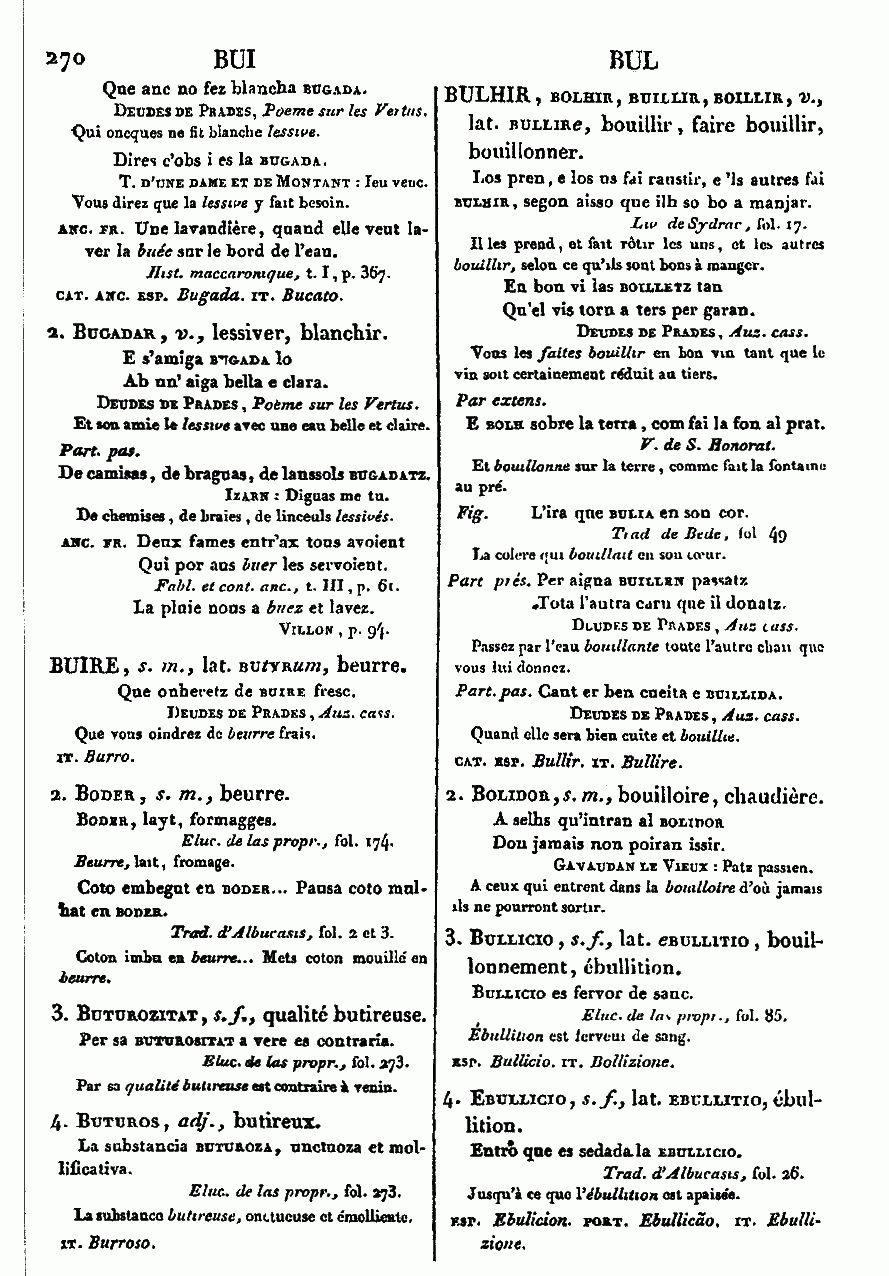 270 BUI BUL
Que anc no fez blancha BUGADA.
DEUDES DE PRADES, Poeme sur les Vertus.
Qui oncques ne fit blanche lessive.
Dires c'obs i es la BUGADA.
T. D'UNE DAME ET DE MONTANT : Ieu venc.
Vous direz que la lessive y fait besoin.
ANC. FR. Une lavandière, quand elle veut la-
ver la buée sur le bord de l'eau.
Hist. maccaronique, t. I, p. 367.
CAT. ANC. ESP. Bugada. IT. Bucato.
2. BUGADAR, v., lessiver, blanchir.
E s'amiga BUGADA lo
Ab un' aiga bella e clara.
DEUDES DE PRADES, Poème sur les Vertus.
Et son amie le lessive avec une eau belle et claire.
Part. pas.
De camisas, de braguas, de lanssols BUGADATZ.
IZARN : Diguas me tu.
De chemises, de braies, de linceuls lessivés.
ANC. FR. Deux fames entr'ax tous avoient
Qui por aus buer les servoient.
Fabl. et cont. anc., t. III, p. 61.
La pluie nous a buez et lavez.
VILLON, p. 94.
BUIRE, s. m., lat. BUTYRUM, beurre.
Que onheretz de BUIRE fresc.
DEUDES DE PRADES, Auz. cass.
Que vous oindrez de beurre frais.
IT. Burro.
2. BODER, s. m., beurre.
BODER, layt, formagges.
Eluc. de las propr., fol. 174.
Beurre, lait, fromage.
Coto embegut en BODER... Pausa coto mul-
hat en BODER.
Trad. d'Albucasis, fol. 2 et 3.
Coton imbu en beurre... Mets coton mouillé en
beurre.
3. BUTUROZITAT, s. f., qualité butireuse.
Per sa BUTUROSITAT a vere es contraria.
Eluc. de las propr., fol. 273.
Par sa qualité butireuse est contraire à venin.
4. BUTUROS, adj., butireux.
La substancia BUTUROZA, unctuoza et mol-
lificativa.
Eluc. de las propr., fol. 273.
La substance butireuse, onctueuse et émolliente.
IT. Burroso.
BULHIR, BOLHIR, BUILLIR, BOILLIR, v.,
lat. BULLIRe, bouillir, faire bouillir,
bouillonner.
Los pren, e los us fai raustir, e 'ls autres fai
BULHIR, segon aisso que ilh so bo a manjar.
Liv de Sydrac, fol. 17.
Il les prend, et fait rôtir les uns, et les autres
bouillir, selon ce qu'ils sont bons à manger.
En bon vi las BOILLETZ tan
Qu'el vis torn a ters per garan.
DEUDES DE PRADES, Auz. cass.
Vous les faites bouillir en bon vin tant que le
vin soit certainement réduit au tiers.
Par extens.
E BOLH sobre la terra, com fai la fon al prat.
V. de S. Honorat.
Et bouillonne sur la terre, comme fait la fontaine
au pré.
Fig. L'ira que BULIA en son cor.
Trad de Bede, fol 49
La colere qui bouillait en son cœur.
Part prés. Per aigua BUILLEN passatz
Tota l'autra carn que il donatz.
DEUDES DE PRADES, Auz cass.
Passez par l'eau bouillante toute l'autre chair que
vous lui donnez.
Part. pas. Cant er ben cueita e BUILLIDA.
DEUDES DE PRADES, Auz. cass.
Quand elle sera bien cuite et bouillie.
CAT. ESP. Bullir. IT. Bullire.
2. BOLIDOR, s. m., bouilloire, chaudière.
A selhs qu'intran al BOLIDOR
Don jamais non poiran issir.
GAVAUDAN LE VIEUX : Patz passien.
A ceux qui entrent dans la bouilloire d'où jamais
ils ne pourront sortir.
3. BULLICIO, s. f., lat. eBULLITIO, bouil-
lonnement, ébullition.
BULLICIO es fervor de sanc.
Eluc. de las propr., fol. 85.
Ébullition est ferveur de sang.
ESP. Bullicio. IT. Bollizione.
4. EBULLICIO, s. f., lat. EBULLITIO, ébul-
lition.
Entro que es sedada la EBULLICIO.
Trad. d'Albucasis, fol. 26.
Jusqu'à ce que l'ébullition est apaisée.
ESP. Ebulicion. PORT. Ebullicão. IT. Ebulli-
zione.